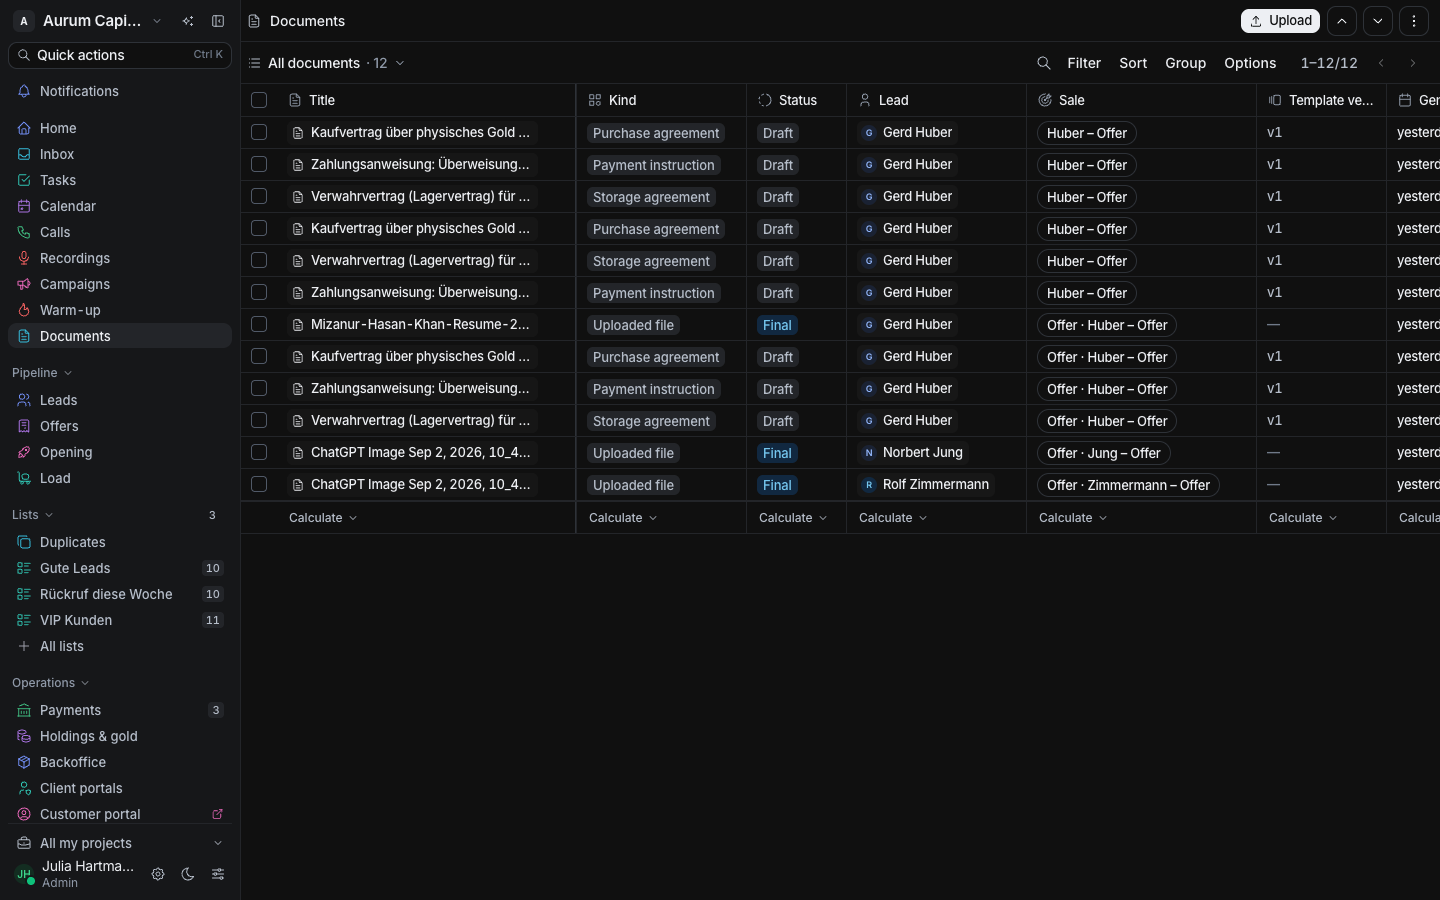 A Aurum Capi...
Quick actions Ctrl K
Notifications
Home
Inbox
Tasks
Calendar
Calls
Recordings
Campaigns
Warm-up
Documents
Pipeline
Leads
Offers
Opening
Load
Lists 3
Duplicates
Gute Leads 10
Rückruf diese Woche 10
VIP Kunden 11
All lists
Operations
Payments 3
Holdings & gold
Backoffice
Client portals
Customer portal
All my projects
JH Julia Hartma...
Admin
Documents Upload
All documents · 12 Filter Sort Group Options 1–12/12
Title Kind Status Lead Sale Template ve... Ger
Kaufvertrag über physisches Gold ... Purchase agreement Draft G Gerd Huber Huber – Offer v1 yesterd
Zahlungsanweisung: Überweisung... Payment instruction Draft G Gerd Huber Huber – Offer v1 yesterd
Verwahrvertrag (Lagervertrag) für ... Storage agreement Draft G Gerd Huber Huber – Offer v1 yesterd
Kaufvertrag über physisches Gold ... Purchase agreement Draft G Gerd Huber Huber – Offer v1 yesterd
Verwahrvertrag (Lagervertrag) für ... Storage agreement Draft G Gerd Huber Huber – Offer v1 yesterd
Zahlungsanweisung: Überweisung... Payment instruction Draft G Gerd Huber Huber – Offer v1 yesterd
Mizanur-Hasan-Khan-Resume-2... Uploaded file Final G Gerd Huber Offer · Huber – Offer — yesterd
Kaufvertrag über physisches Gold ... Purchase agreement Draft G Gerd Huber Offer · Huber – Offer v1 yesterd
Zahlungsanweisung: Überweisung... Payment instruction Draft G Gerd Huber Offer · Huber – Offer v1 yesterd
Verwahrvertrag (Lagervertrag) für ... Storage agreement Draft G Gerd Huber Offer · Huber – Offer v1 yesterd
ChatGPT Image Sep 2, 2026, 10_4... Uploaded file Final N Norbert Jung Offer · Jung – Offer — yesterd
ChatGPT Image Sep 2, 2026, 10_4... Uploaded file Final R Rolf Zimmermann Offer · Zimmermann – Offer — yesterd
Calculate Calculate Calculate Calculate Calculate Calculate Calcula